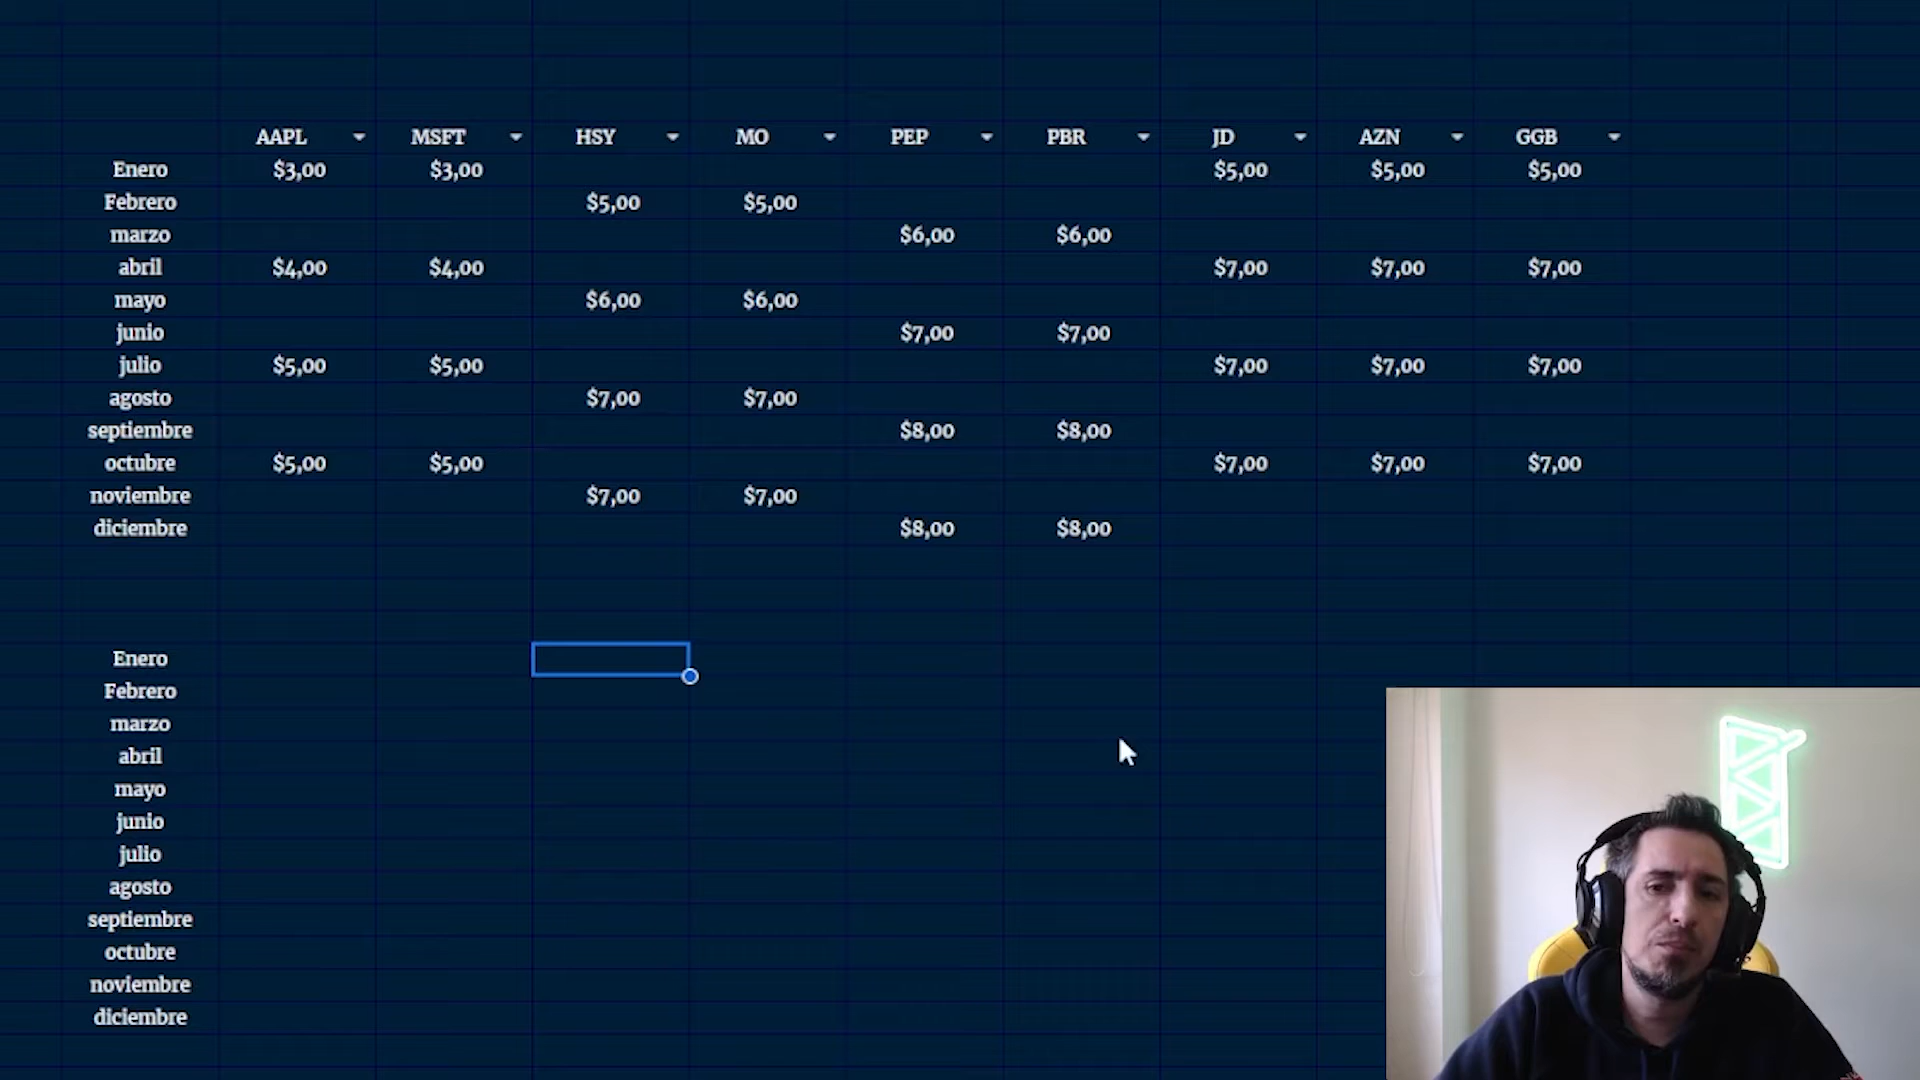 AAPL MSFT HSY MO PEP PBR JD AZN GGB
Enero $3,00 $3,00 $5,00 $5,00 $5,00
Febrero $5,00 $5,00
marzo $6,00 $6,00
abril $4,00 $4,00 $7,00 $7,00 $7,00
mayo $6,00 $6,00
junio $7,00 $7,00
julio $5,00 $5,00 $7,00 $7,00 $7,00
agosto $7,00 $7,00
septiembre $8,00 $8,00
octubre $5,00 $5,00 $7,00 $7,00 $7,00
noviembre $7,00 $7,00
diciembre $8,00 $8,00
Enero
Febrero
marzo
abril
mayo
junio
julio
agosto
septiembre
octubre
noviembre
diciembre